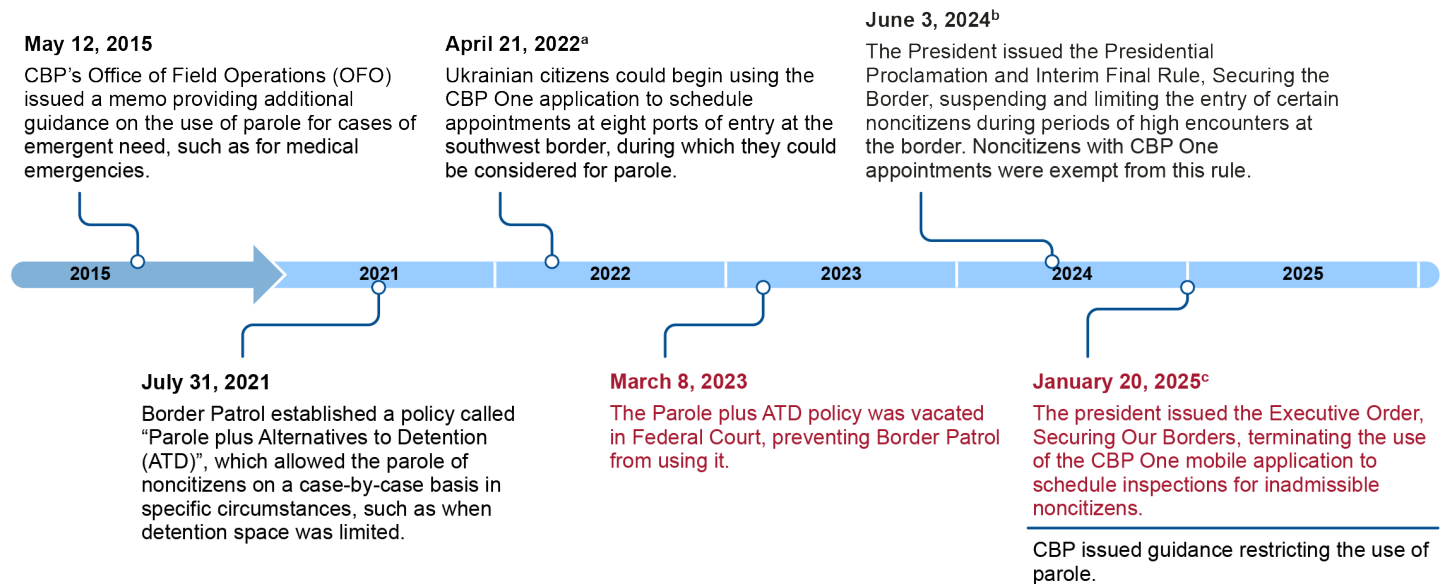 May 12, 2015
CBP's Office of Field Operations (OFO)
issued a memo providing additional
guidance on the use of parole for cases of
emergent need, such as for medical
emergencies.
April 21, 2022ᵃ
Ukrainian citizens could begin using the
CBP One application to schedule
appointments at eight ports of entry at the
southwest border, during which they could
be considered for parole.
June 3, 2024ᵇ
The President issued the Presidential
Proclamation and Interim Final Rule, Securing the
Border, suspending and limiting the entry of certain
noncitizens during periods of high encounters at
the border. Noncitizens with CBP One
appointments were exempt from this rule.
2015
2021
2022
2023
2024
2025
July 31, 2021
Border Patrol established a policy called
“Parole plus Alternatives to Detention
(ATD)”, which allowed the parole of
noncitizens on a case-by-case basis in
specific circumstances, such as when
detention space was limited.
March 8, 2023
The Parole plus ATD policy was vacated
in Federal Court, preventing Border Patrol
from using it.
January 20, 2025ᶜ
The president issued the Executive Order,
Securing Our Borders, terminating the use
of the CBP One mobile application to
schedule inspections for inadmissible
noncitizens.
CBP issued guidance restricting the use of
parole.